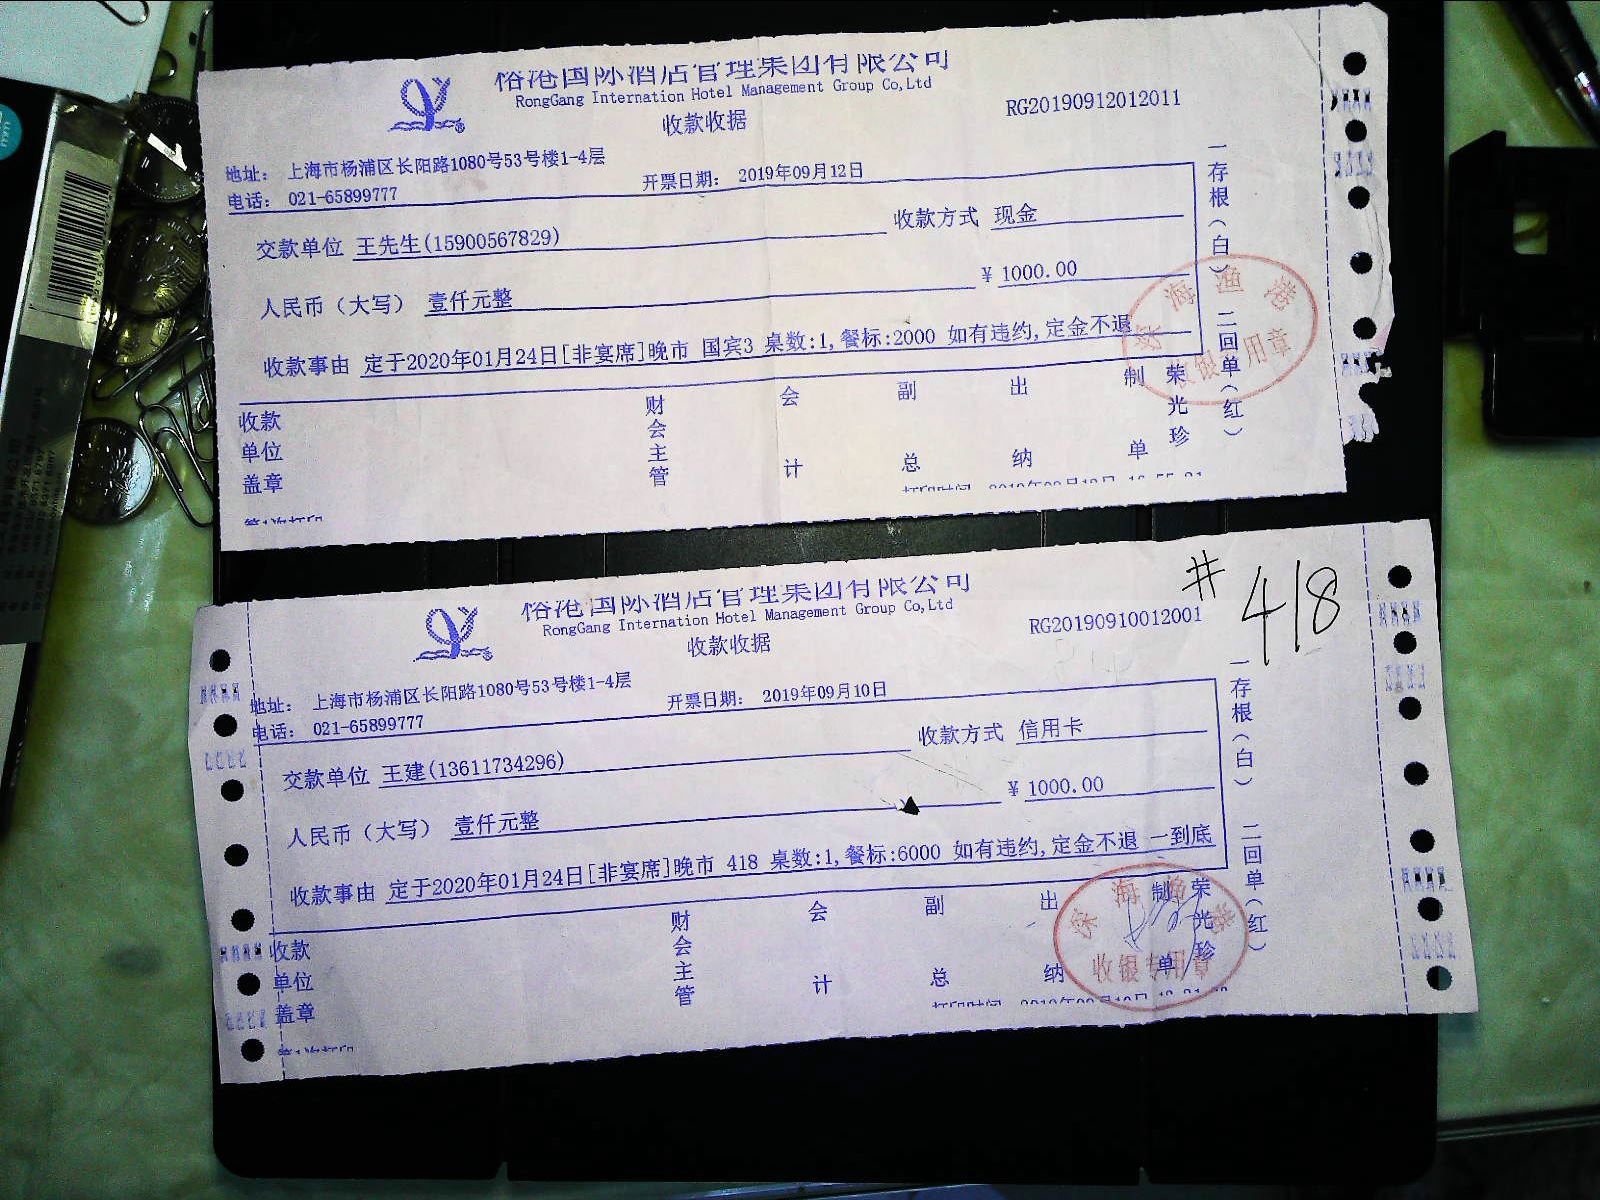 国际酒店管理集团有限公司
RongGang Internation Hotel Management Group Co,Ltd
收款收据
RG20190912012011
地址： 上海市杨浦区长阳路1080号53号楼1-4层
电话： 021-65899777
开票日期： 2019年09月12日
交款单位 王先生(15900567829)
收款方式 现金
人民币（大写） 壹仟元整
¥ 1000.00
收款事由 定于2020年01月24日[非宴席]晚市 国宾3 桌数:1,餐标:2000 如有违约,定金不退
收款单位盖章
财会主管
会计
副总
出纳
制单
荣光珍
一存根（白） 二回单（红）
海渔港
银专用章
国际酒店管理集团有限公司
RongGang Internation Hotel Management Group Co,Ltd
收款收据
RG20190910012001
#418
地址： 上海市杨浦区长阳路1080号53号楼1-4层
电话： 021-65899777
开票日期： 2019年09月10日
交款单位 王建(13611734296)
收款方式 信用卡
人民币（大写） 壹仟元整
¥ 1000.00
收款事由 定于2020年01月24日[非宴席]晚市 418 桌数:1,餐标:6000 如有违约,定金不退 一到底
收款单位盖章
财会主管
会计
副总
出纳
制单
荣光珍
一存根（白） 二回单（红）
海渔港
收银专用章